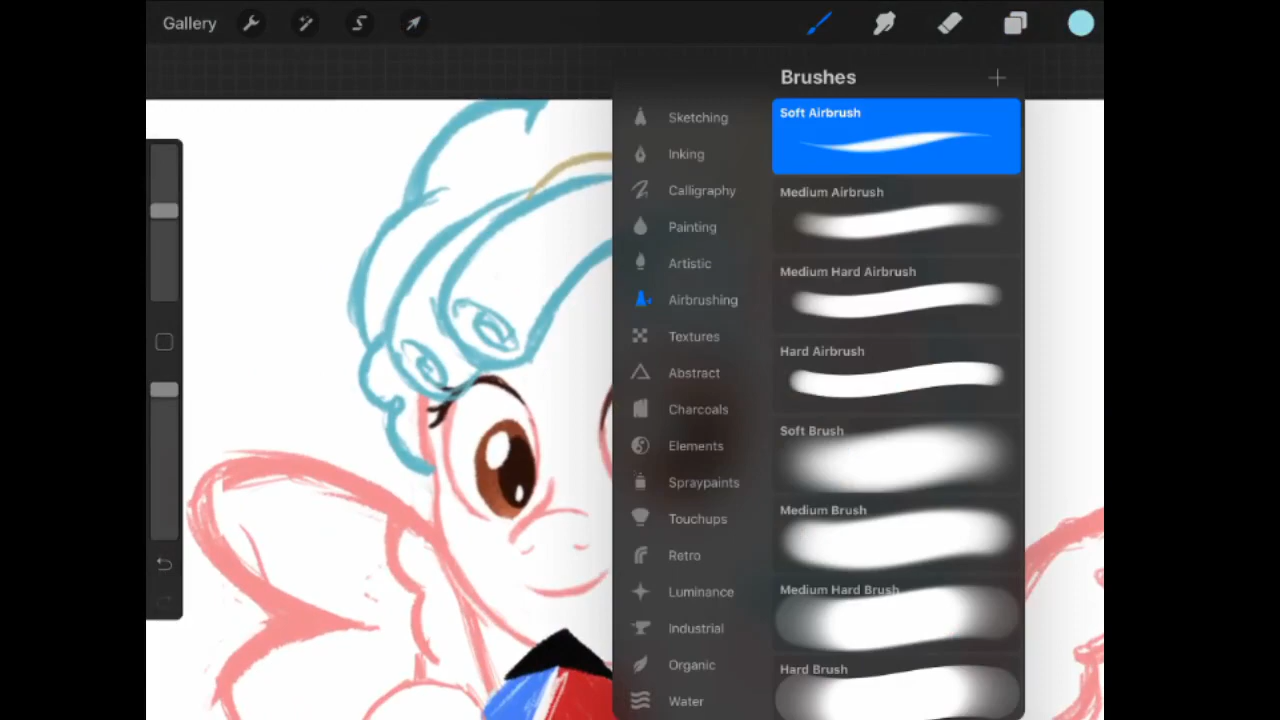 Gallery
Brushes
Sketching
Inking
Calligraphy
Painting
Artistic
Airbrushing
Textures
Abstract
Charcoals
Elements
Spraypaints
Touchups
Retro
Luminance
Industrial
Organic
Water
Soft Airbrush
Medium Airbrush
Medium Hard Airbrush
Hard Airbrush
Soft Brush
Medium Brush
Medium Hard Brush
Hard Brush